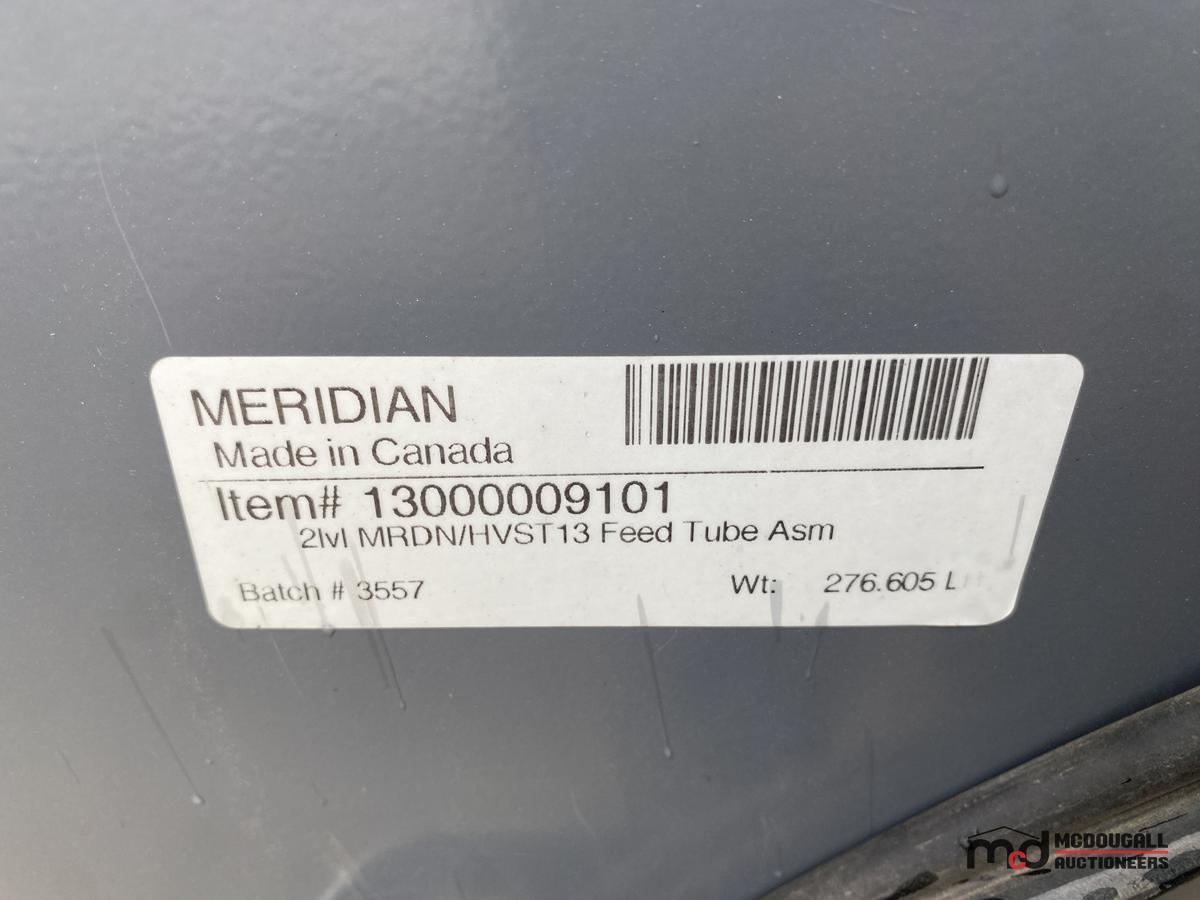 MERIDIAN
Made in Canada
Item# 13000009101
2lvl MRDN/HVST13 Feed Tube Asm
Batch # 3557 Wt: 276.605
mcd MCDOUGALL
AUCTIONEERS